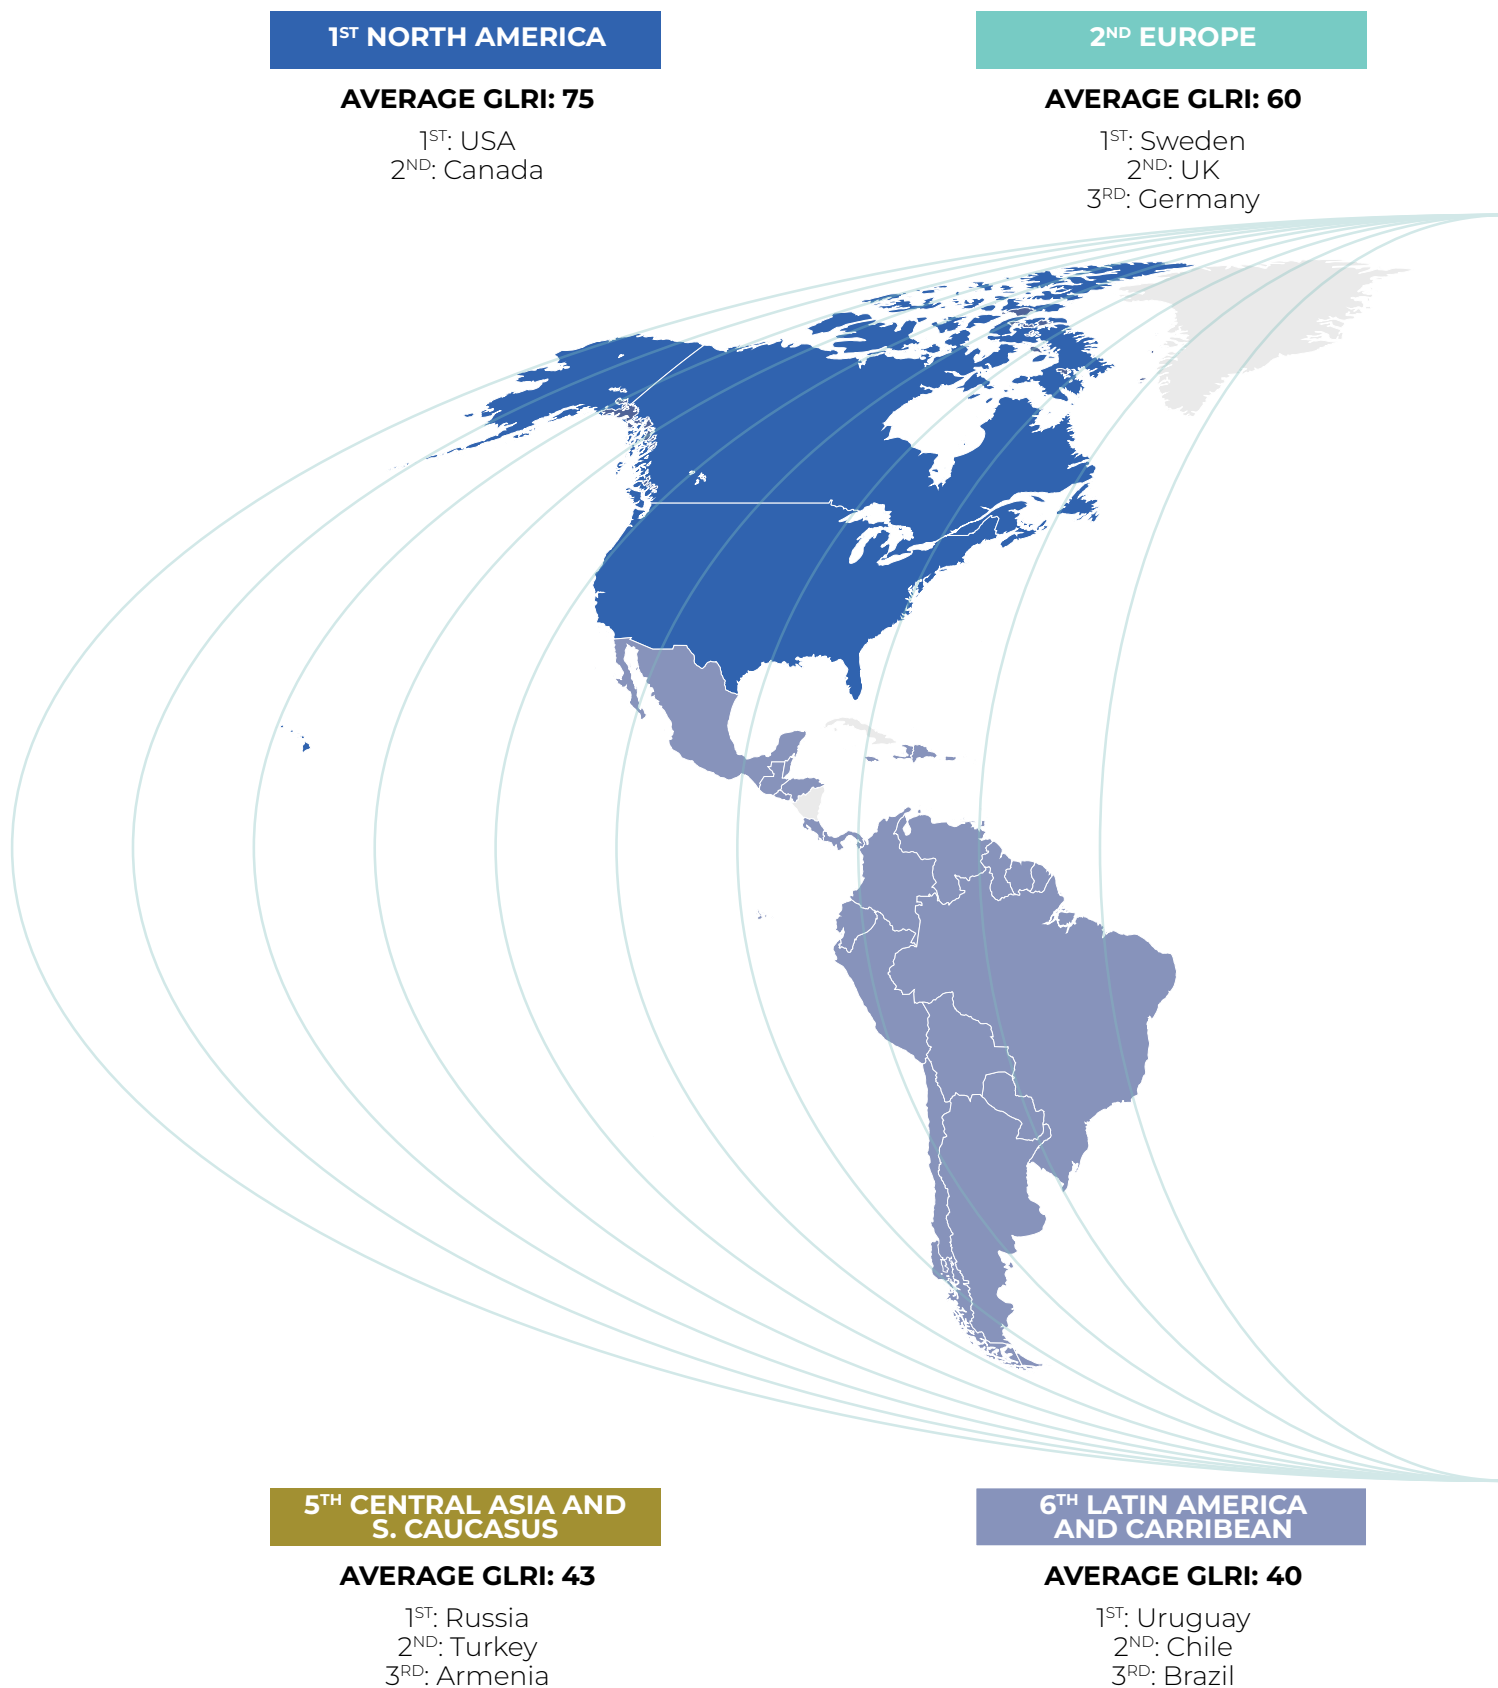 1ST NORTH AMERICA
AVERAGE GLRI: 75
1ST: USA
2ND: Canada
2ND EUROPE
AVERAGE GLRI: 60
1ST: Sweden
2ND: UK
3RD: Germany
5TH CENTRAL ASIA AND
S. CAUCASUS
AVERAGE GLRI: 43
1ST: Russia
2ND: Turkey
3RD: Armenia
6TH LATIN AMERICA
AND CARRIBEAN
AVERAGE GLRI: 40
1ST: Uruguay
2ND: Chile
3RD: Brazil